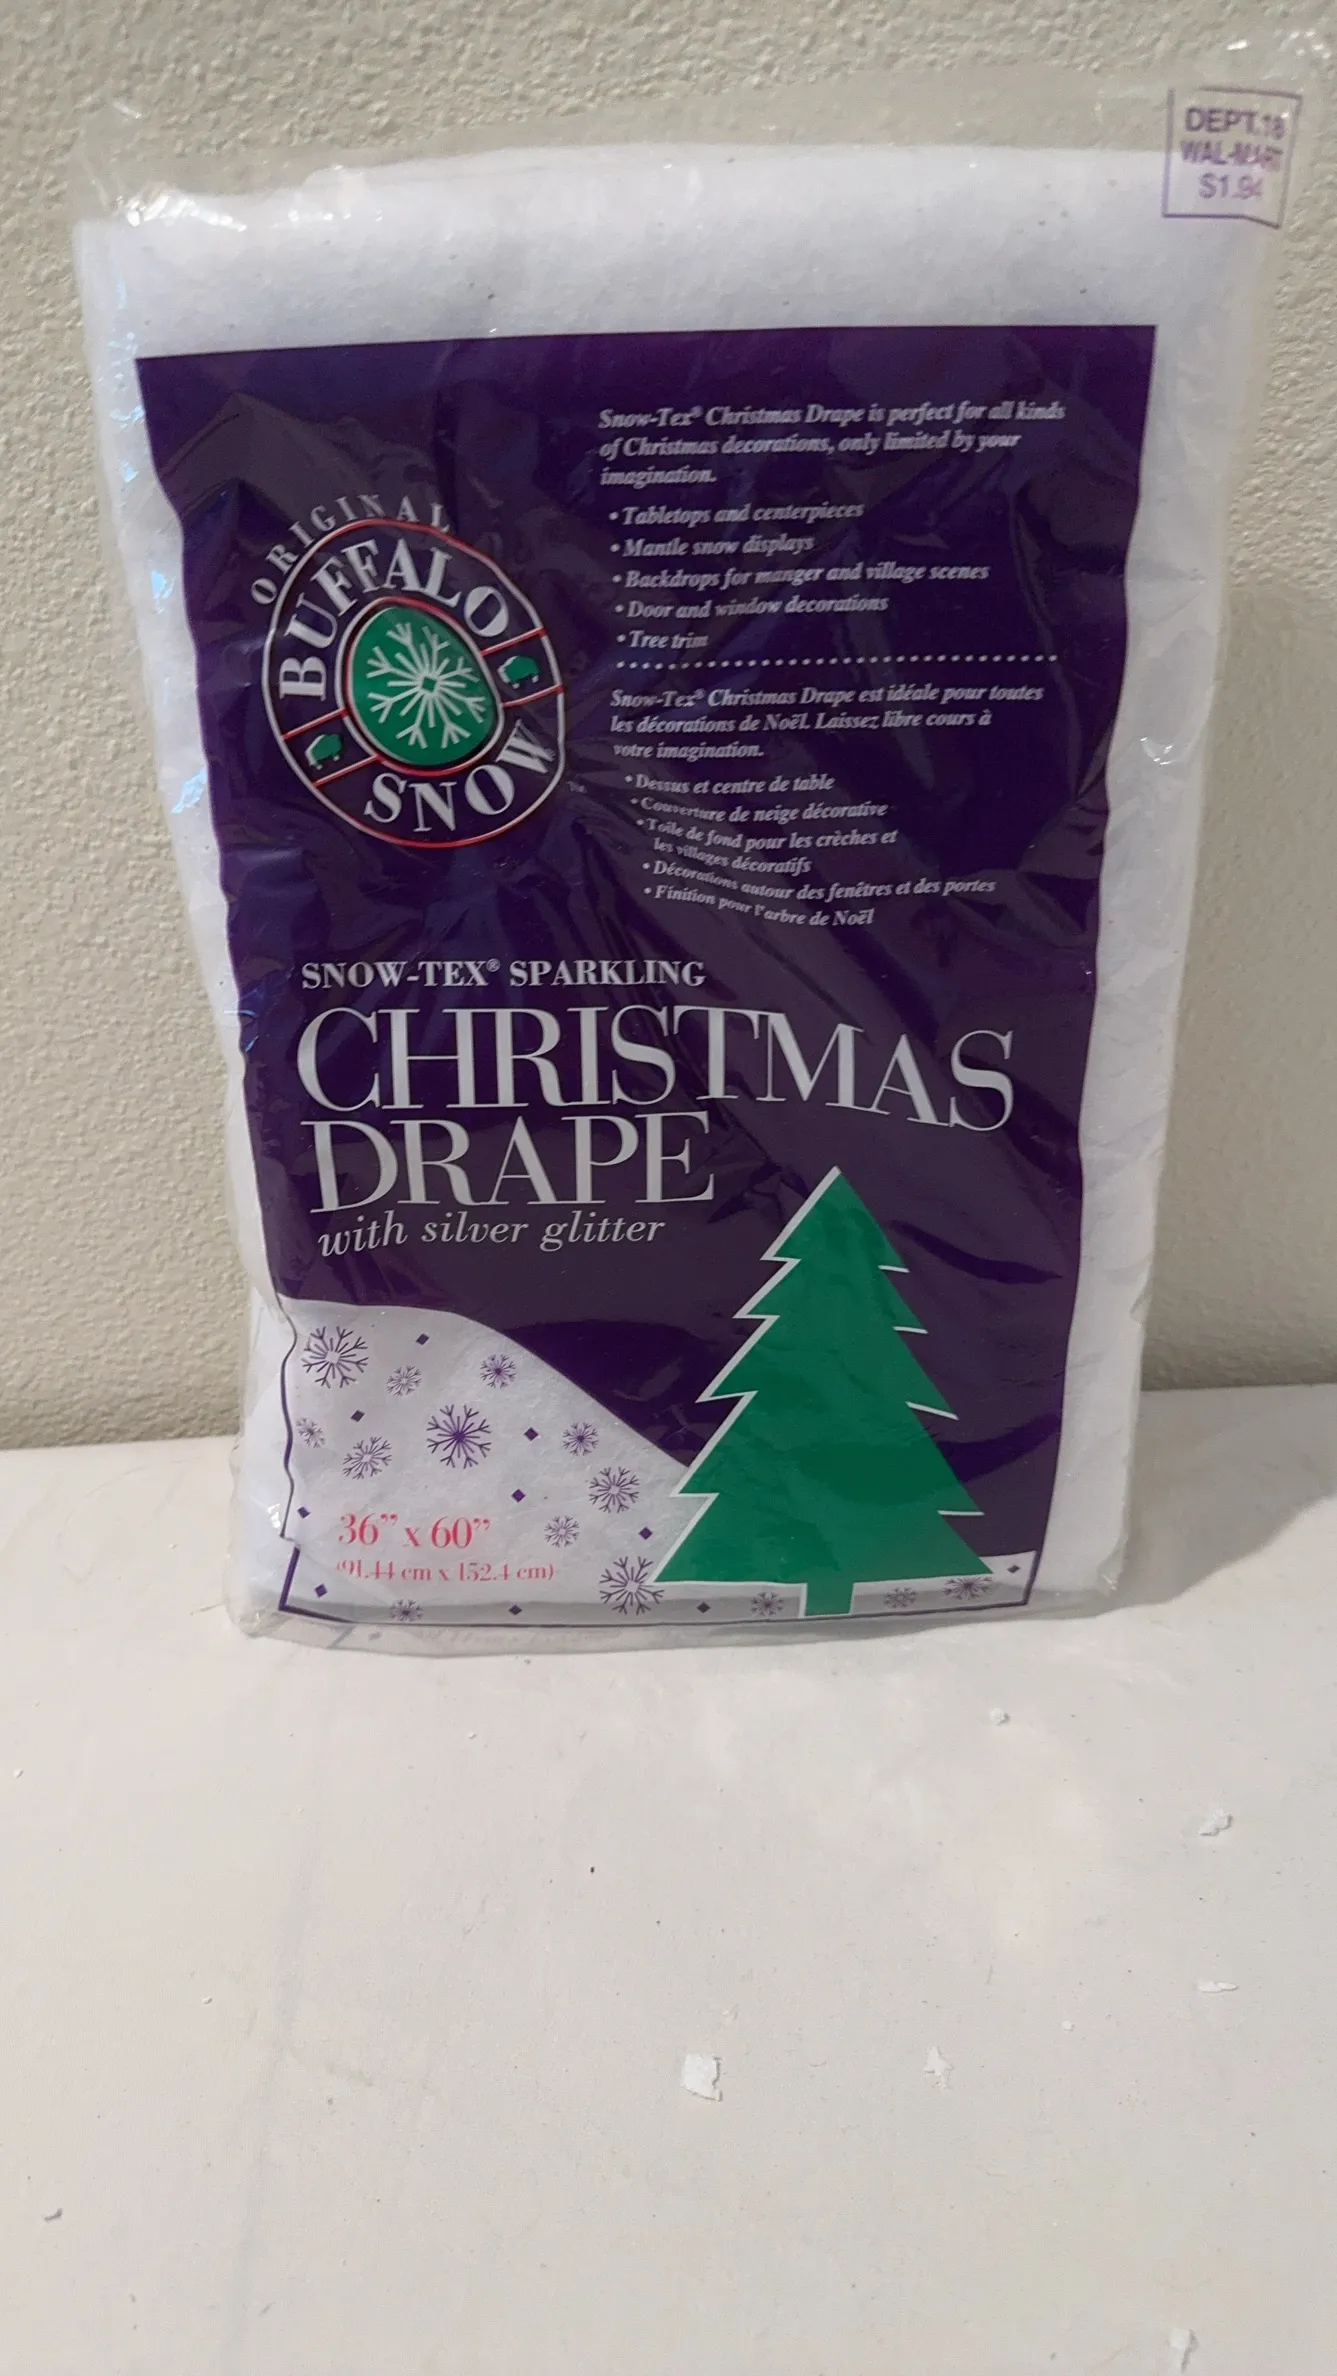 DEPT.18
WAL-MART
$1.94
Snow-Tex® Christmas Drape is perfect for all kinds
of Christmas decorations, only limited by your
imagination.
• Tabletops and centerpieces
• Mantle snow displays
• Backdrops for manger and village scenes
• Door and window decorations
• Tree trim
ORIGINAL
BUFFALO
SNOW
Snow-Tex® Christmas Drape est idéale pour toutes
les décorations de Noël. Laissez libre cours à
votre imagination.
• Dessus et centre de table
• Couverture de neige décorative
• Toile de fond pour les crèches et
les villages décoratifs
• Décorations autour des fenêtres et des portes
• Finition pour l'arbre de Noël
SNOW-TEX® SPARKLING
CHRISTMAS
DRAPE
with silver glitter
36” x 60”
(91.44 cm x 152.4 cm)